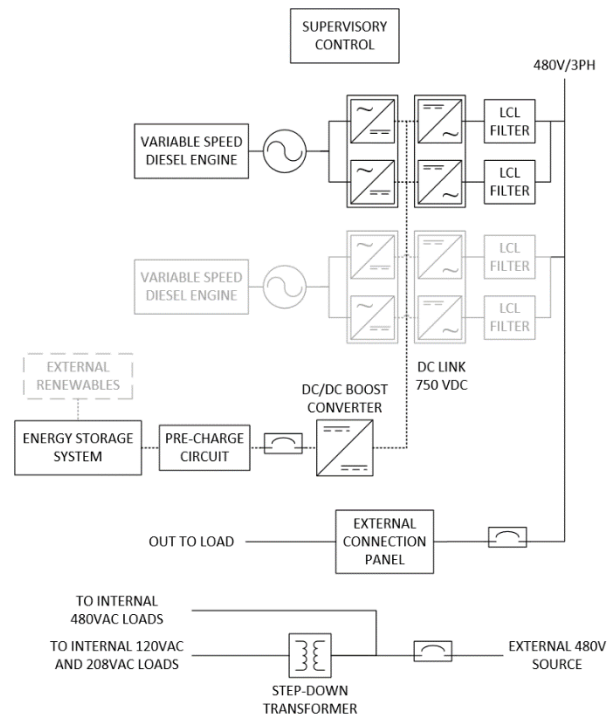 SUPERVISORY
CONTROL
480V/3PH
VARIABLE SPEED
DIESEL ENGINE
LCL
FILTER
LCL
FILTER
VARIABLE SPEED
DIESEL ENGINE
LCL
FILTER
LCL
FILTER
EXTERNAL
RENEWABLES
DC/DC BOOST
CONVERTER
DC LINK
750 VDC
ENERGY STORAGE
SYSTEM
PRE-CHARGE
CIRCUIT
OUT TO LOAD
EXTERNAL
CONNECTION
PANEL
TO INTERNAL
480VAC LOADS
TO INTERNAL 120VAC
AND 208VAC LOADS
STEP-DOWN
TRANSFORMER
EXTERNAL 480V
SOURCE